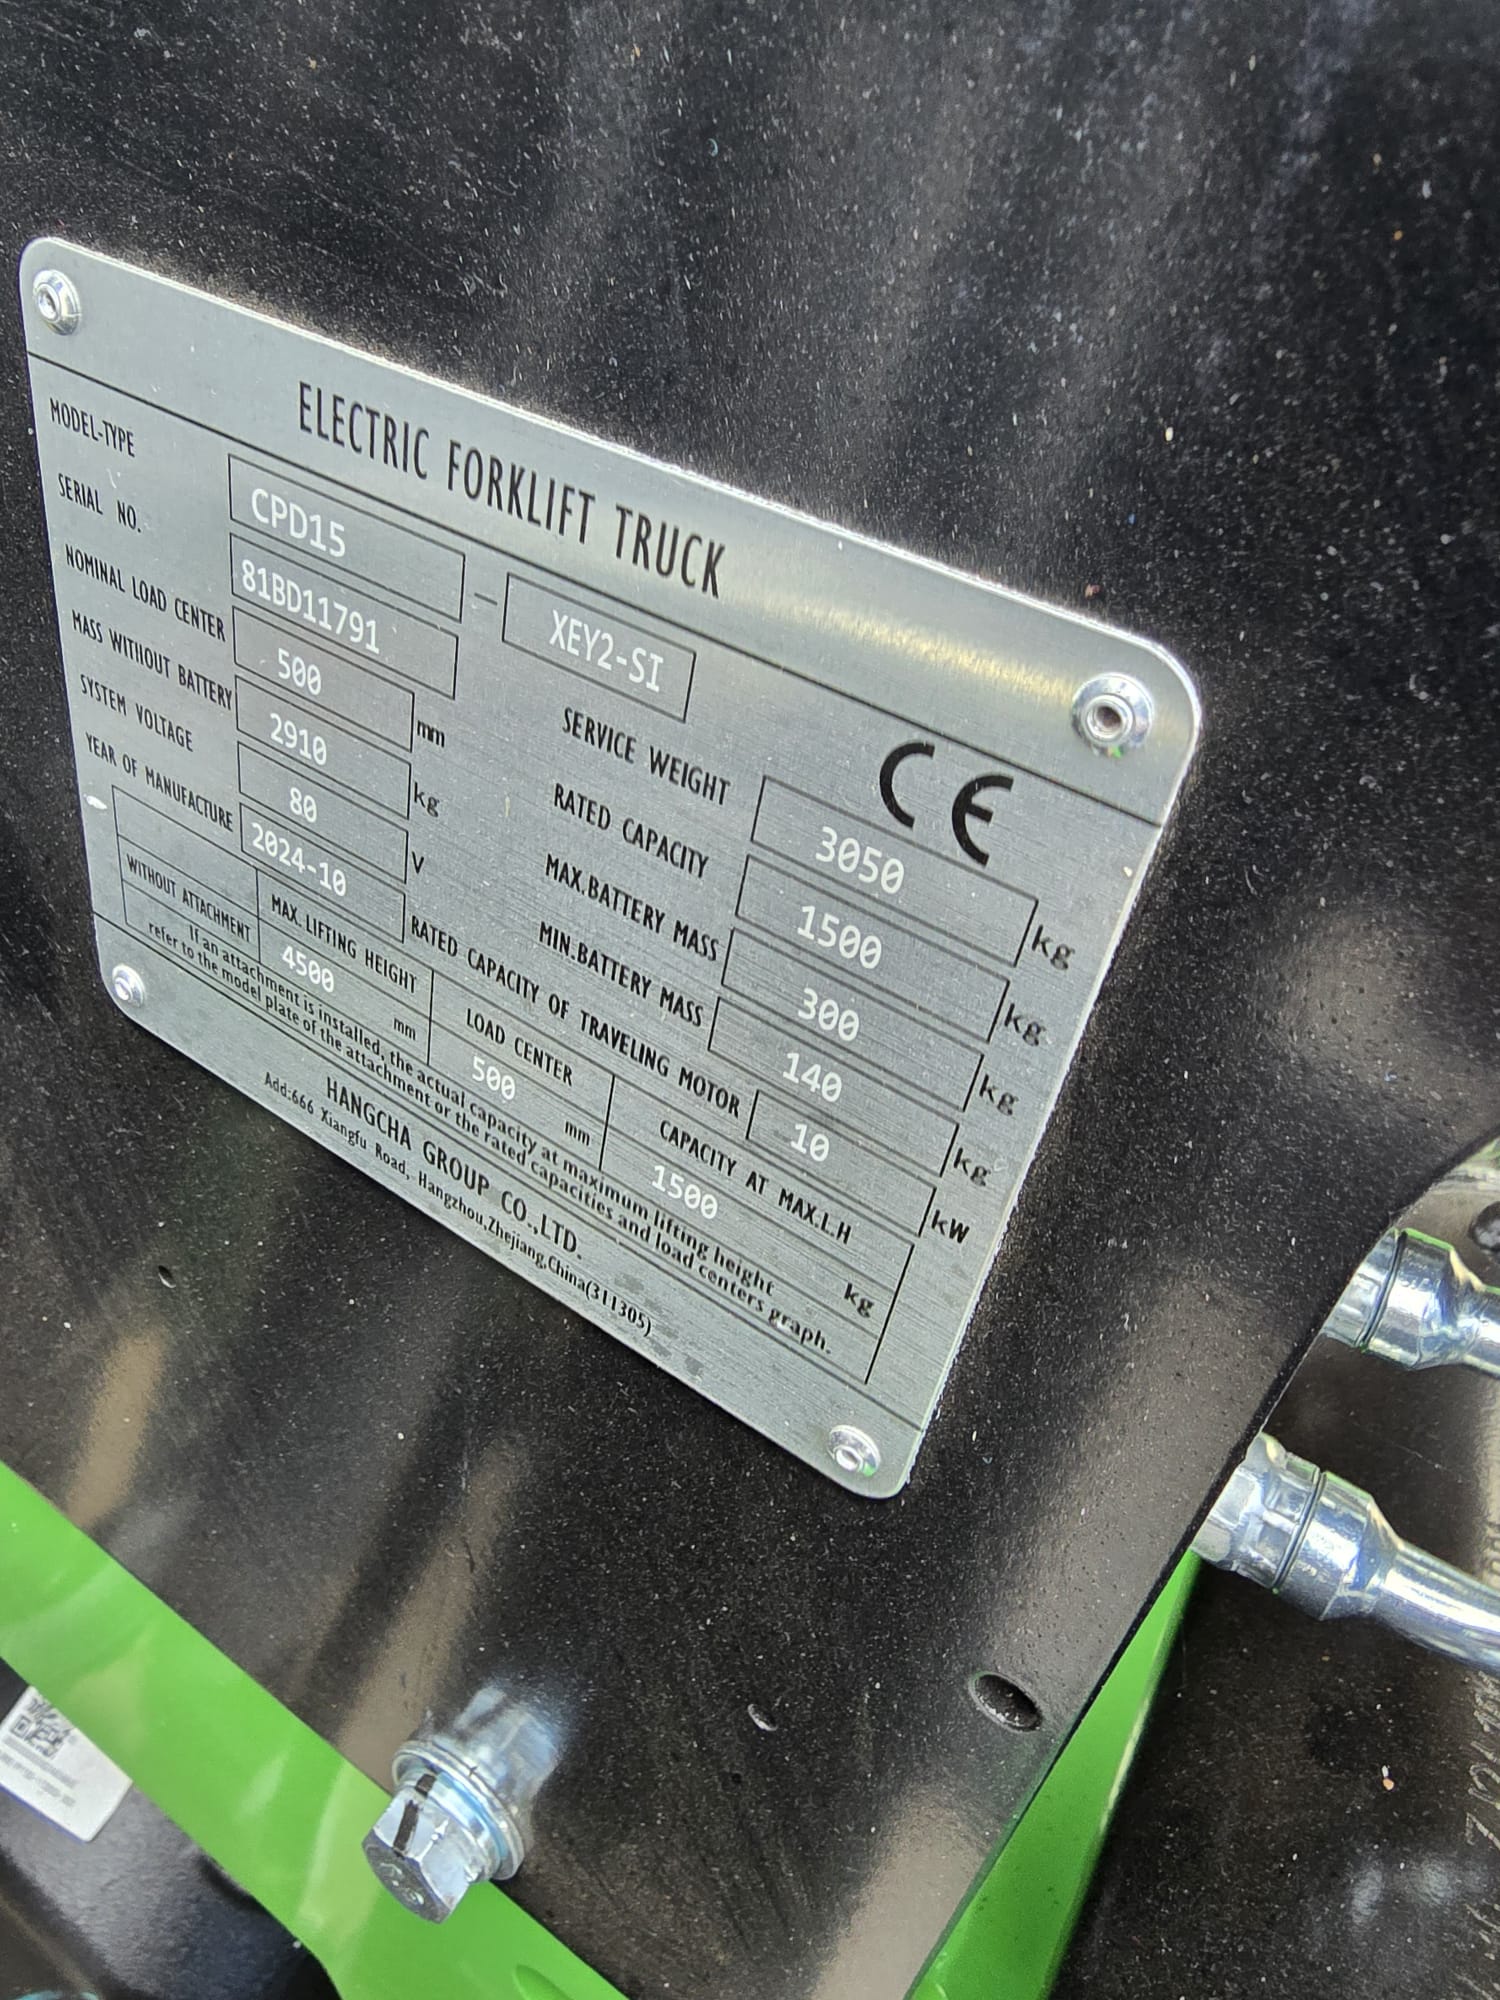 ELECTRIC FORKLIFT TRUCK
MODEL-TYPE CPD15 - XEY2-SI
CE
SERIAL NO. 81BD11791 SERVICE WEIGHT 3050 kg
NOMINAL LOAD CENTER 500 mm RATED CAPACITY 1500 kg
MASS WITHOUT BATTERY 2910 kg MAX.BATTERY MASS 300 kg
SYSTEM VOLTAGE 80 V MIN.BATTERY MASS 140 kg
YEAR OF MANUFACTURE 2024-10 RATED CAPACITY OF TRAVELING MOTOR 10 kW
MAX. LIFTING HEIGHT LOAD CENTER CAPACITY AT MAX.L.H
WITHOUT ATTACHMENT 4500 mm 500 mm 1500 kg
If an attachment is installed, the actual capacity at maximum lifting height
refer to the model plate of the attachment or the rated capacities and load centers graph.
HANGCHA GROUP CO.,LTD.
Add:666 Xiangfu Road, Hangzhou,Zhejiang,China(311305)